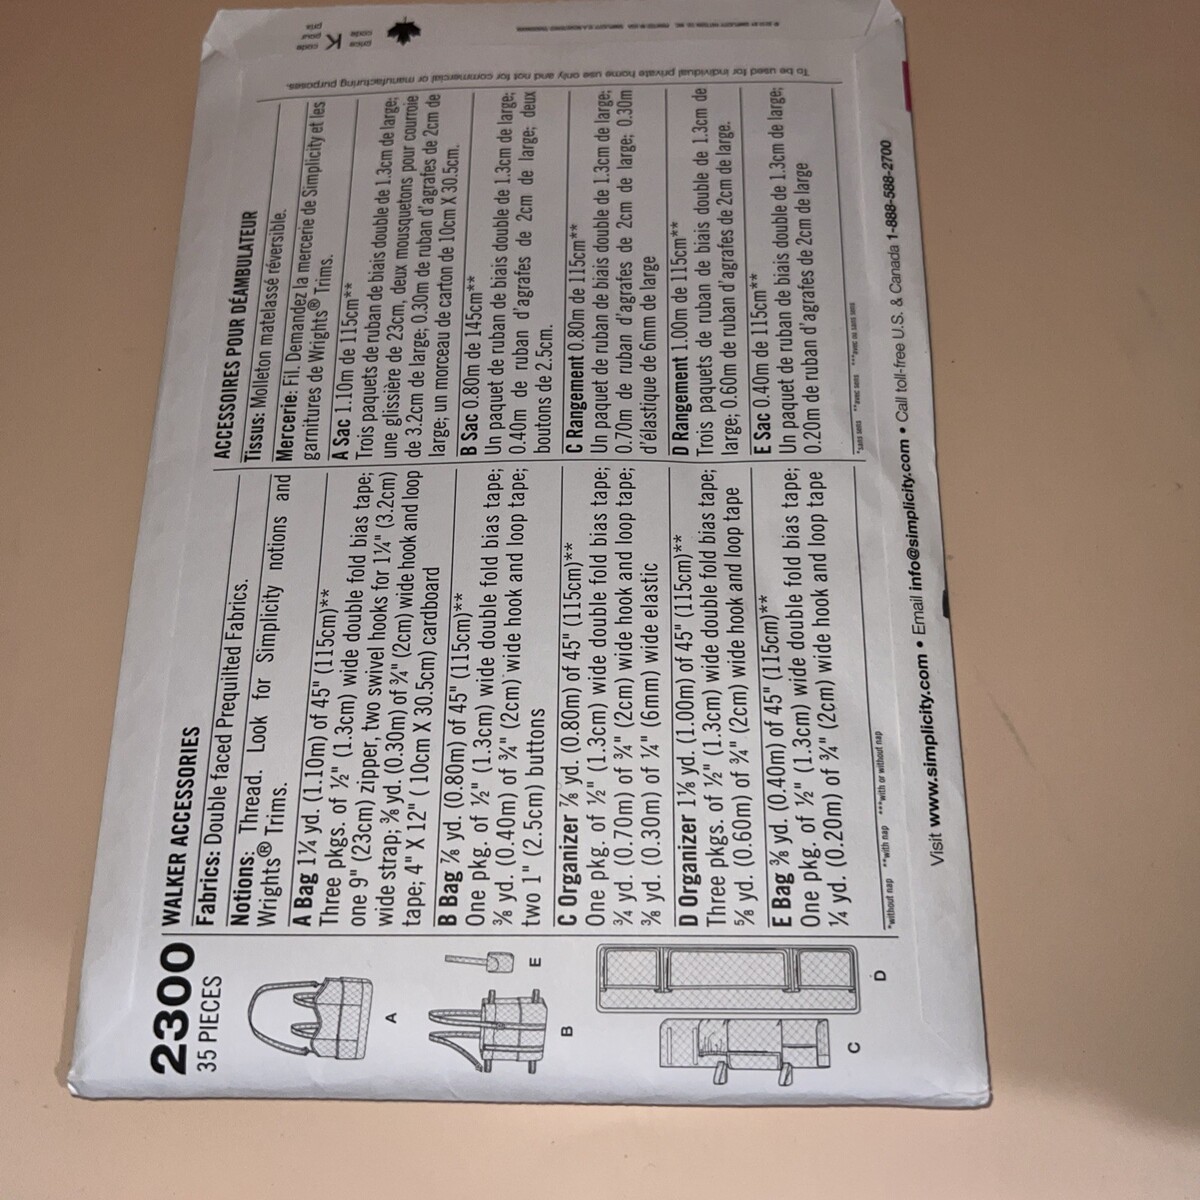 2300
35 PIECES
WALKER ACCESSORIES
Fabrics: Double faced Prequilted Fabrics.
Notions: Thread. Look for Simplicity notions and
Wrights® Trims.
A Bag 1¼ yd. (1.10m) of 45" (115cm)**
Three pkgs. of ½" (1.3cm) wide double fold bias tape;
one 9" (23cm) zipper, two swivel hooks for 1¼" (3.2cm)
wide strap; ⅜ yd. (0.30m) of ¾" (2cm) wide hook and loop
tape; 4" X 12" ( 10cm X 30.5cm) cardboard
B Bag ⅞ yd. (0.80m) of 45" (115cm)**
One pkg. of ½" (1.3cm) wide double fold bias tape;
⅜ yd. (0.40m) of ¾" (2cm) wide hook and loop tape;
two 1" (2.5cm) buttons
C Organizer ⅞ yd. (0.80m) of 45" (115cm)**
One pkg. of ½" (1.3cm) wide double fold bias tape;
¾ yd. (0.70m) of ¾" (2cm) wide hook and loop tape;
⅜ yd. (0.30m) of ¼" (6mm) wide elastic
D Organizer 1⅛ yd. (1.00m) of 45" (115cm)**
Three pkgs. of ½" (1.3cm) wide double fold bias tape;
⅝ yd. (0.60m) of ¾" (2cm) wide hook and loop tape
E Bag ⅜ yd. (0.40m) of 45" (115cm)**
One pkg. of ½" (1.3cm) wide double fold bias tape;
¼ yd. (0.20m) of ¾" (2cm) wide hook and loop tape
*without nap **with nap ***with or without nap
ACCESSOIRES POUR DÉAMBULATEUR
Tissus: Molleton matelassé réversible.
Mercerie: Fil. Demandez la mercerie de Simplicity et les
garnitures de Wrights® Trims.
A Sac 1.10m de 115cm**
Trois paquets de ruban de biais double de 1.3cm de large;
une glissière de 23cm, deux mousquetons pour courroie
de 3.2cm de large; 0.30m de ruban d'agrafes de 2cm de
large; un morceau de carton de 10cm X 30.5cm.
B Sac 0.80m de 145cm**
Un paquet de ruban de biais double de 1.3cm de large;
0.40m de ruban d'agrafes de 2cm de large; deux
boutons de 2.5cm.
C Rangement 0.80m de 115cm**
Un paquet de ruban de biais double de 1.3cm de large;
0.70m de ruban d'agrafes de 2cm de large; 0.30m
d'élastique de 6mm de large
D Rangement 1.00m de 115cm**
Trois paquets de ruban de biais double de 1.3cm de
large; 0.60m de ruban d'agrafes de 2cm de large.
E Sac 0.40m de 115cm**
Un paquet de ruban de biais double de 1.3cm de large;
0.20m de ruban d'agrafes de 2cm de large
*sans sens **avec sens ***avec ou sans sens
A
B
E
C
D
Visit www.simplicity.com • Email info@simplicity.com • Call toll-free U.S. & Canada 1-888-588-2700
To be used for individual private home use only and not for commercial or manufacturing purposes.
price code K code pour prix